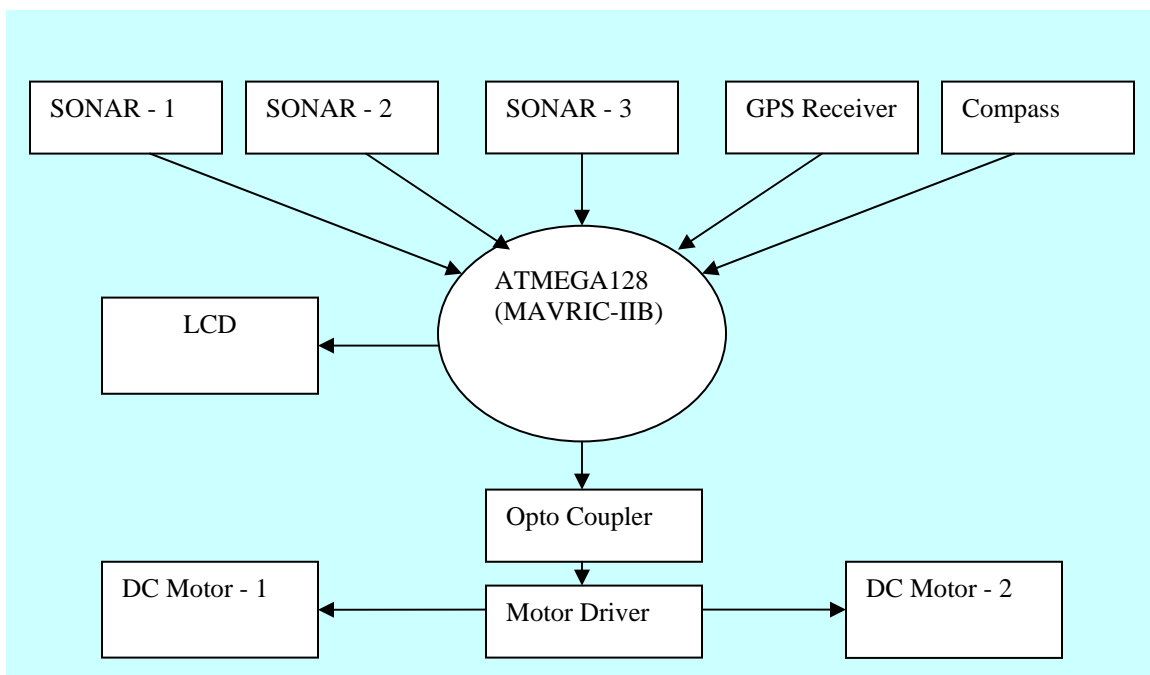 SONAR - 1
SONAR - 2
SONAR - 3
GPS Receiver
Compass
ATMEGA128
(MAVRIC-IIB)
LCD
Opto Coupler
DC Motor - 1
Motor Driver
DC Motor - 2